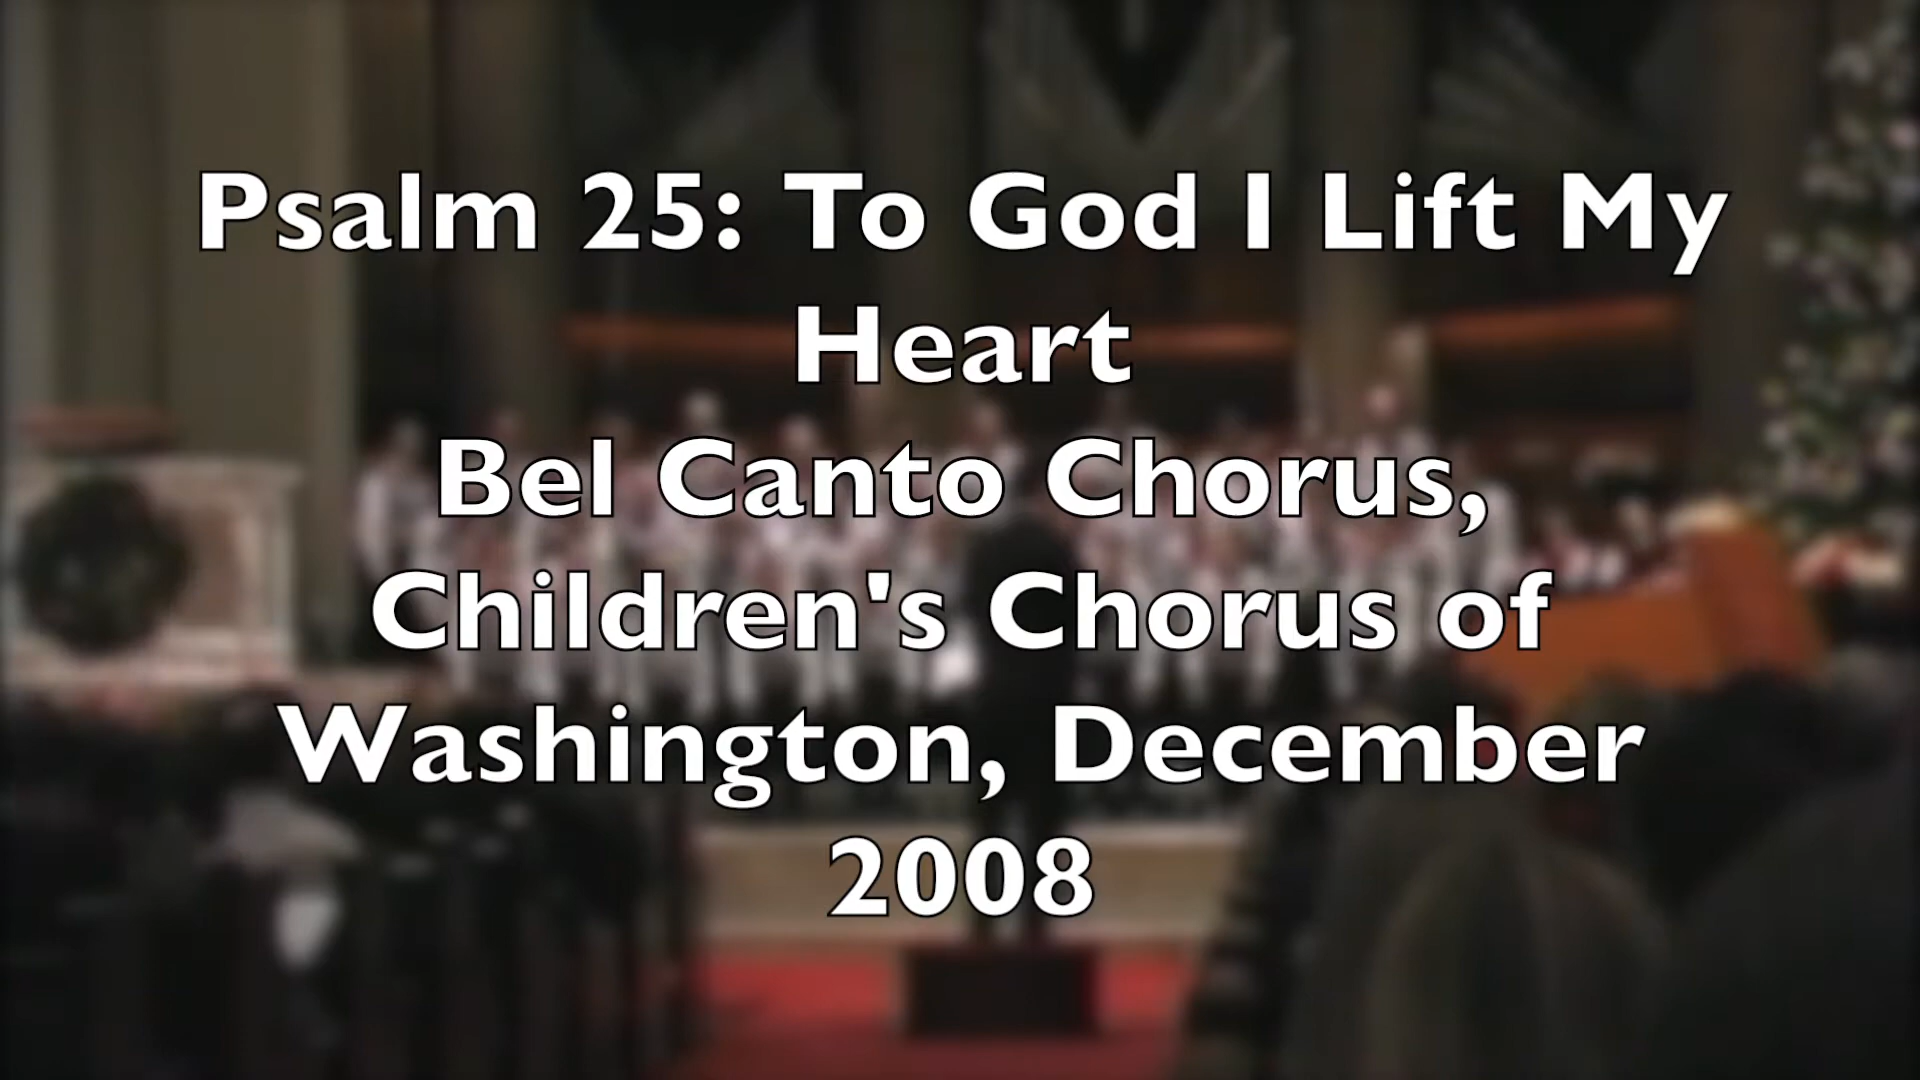 Psalm 25: To God I Lift My
Heart
Bel Canto Chorus,
Children's Chorus of
Washington, December
2008